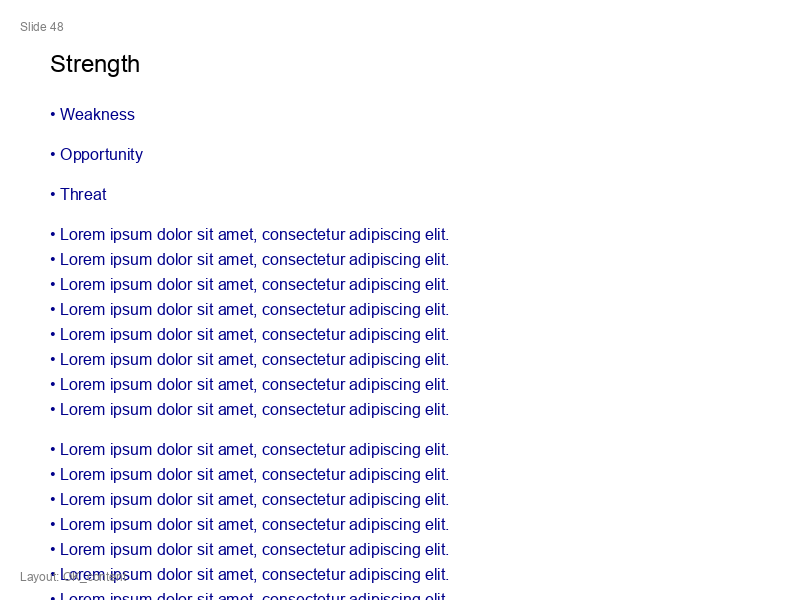 Slide 48
Strength
• Weakness
• Opportunity
• Threat
• Lorem ipsum dolor sit amet, consectetur adipiscing elit.
• Lorem ipsum dolor sit amet, consectetur adipiscing elit.
• Lorem ipsum dolor sit amet, consectetur adipiscing elit.
• Lorem ipsum dolor sit amet, consectetur adipiscing elit.
• Lorem ipsum dolor sit amet, consectetur adipiscing elit.
• Lorem ipsum dolor sit amet, consectetur adipiscing elit.
• Lorem ipsum dolor sit amet, consectetur adipiscing elit.
• Lorem ipsum dolor sit amet, consectetur adipiscing elit.
• Lorem ipsum dolor sit amet, consectetur adipiscing elit.
• Lorem ipsum dolor sit amet, consectetur adipiscing elit.
• Lorem ipsum dolor sit amet, consectetur adipiscing elit.
• Lorem ipsum dolor sit amet, consectetur adipiscing elit.
• Lorem ipsum dolor sit amet, consectetur adipiscing elit.
• Lorem ipsum dolor sit amet, consectetur adipiscing elit.
Layout:
• Lorem ipsum dolor sit amet, consectetur adipiscing elit.